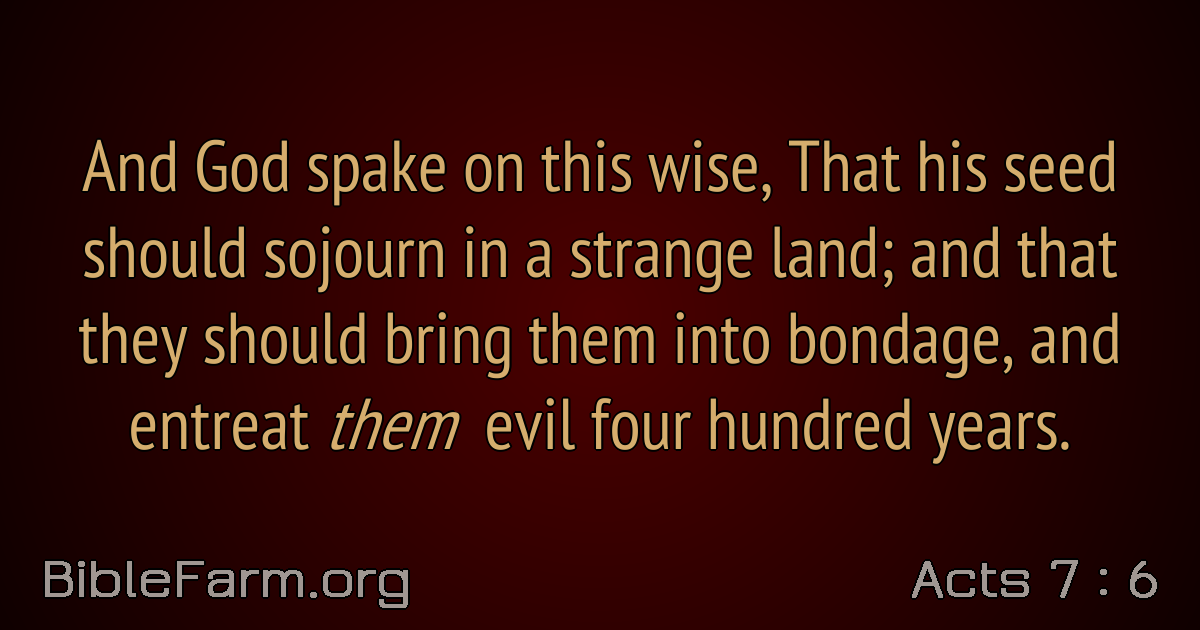 And God spake on this wise, That his seed
should sojourn in a strange land; and that
they should bring them into bondage, and
entreat them evil four hundred years.
BibleFarm.org
Acts 7 : 6